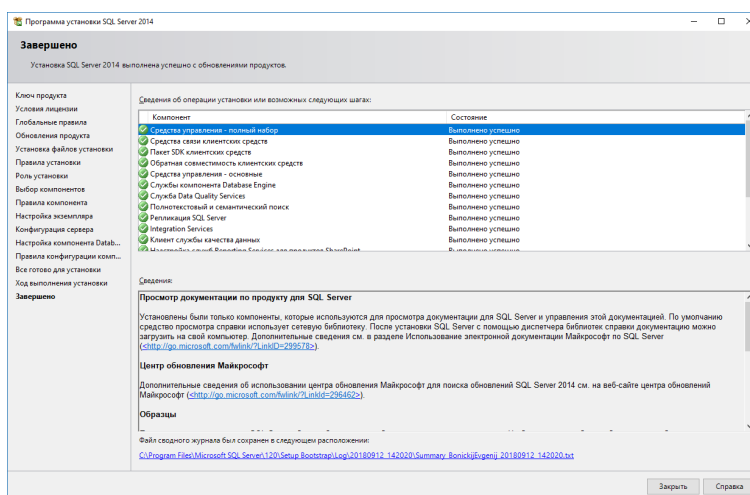 Программа установки SQL Server 2014
Завершено
Установка SQL Server 2014 выполнена успешно с обновлениями продуктов.
Ключ продукта
Условия лицензии
Глобальные правила
Обновления продукта
Установка файлов установки
Правила установки
Роль установки
Выбор компонентов
Правила компонента
Настройка экземпляра
Конфигурация сервера
Настройка компонента Datab...
Правила конфигурации комп...
Все готово для установки
Ход выполнения установки
Завершено
Сведения об операции установки или возможных следующих шагах:
Компонент Состояние
Средства управления - полный набор Выполнено успешно
Средства связи клиентских средств Выполнено успешно
Пакет SDK клиентских средств Выполнено успешно
Обратная совместимость клиентских средств Выполнено успешно
Средства управления - основные Выполнено успешно
Службы компонента Database Engine Выполнено успешно
Служба Data Quality Services Выполнено успешно
Полнотекстовый и семантический поиск Выполнено успешно
Репликация SQL Server Выполнено успешно
Integration Services Выполнено успешно
Клиент службы качества данных Выполнено успешно
Надстройка служб Reporting Services для продуктов SharePoint Выполнено успешно
Сведения:
Просмотр документации по продукту для SQL Server
Установлены были только компоненты, которые используются для просмотра документации для SQL Server и управления этой документацией. По умолчанию
средство просмотра справки использует сетевую библиотеку. После установки SQL Server с помощью диспетчера библиотек справки документацию можно
загрузить на свой компьютер. Дополнительные сведения см. в разделе Использование электронной документации Майкрософт по SQL Server
(<http://go.microsoft.com/fwlink/?LinkID=299578>).
Центр обновления Майкрософт
Дополнительные сведения об использовании центра обновления Майкрософт для поиска обновлений SQL Server 2014 см. на веб-сайте центра обновлений
Майкрософт (<http://go.microsoft.com/fwlink/?LinkId=296462>).
Образцы
Файл сводного журнала был сохранен в следующем расположении:
C:\Program Files\Microsoft SQL Server\120\Setup Bootstrap\Log\20180912_142020\Summary_BonickijEvgenij_20180912_142020.txt
Закрыть
Справка